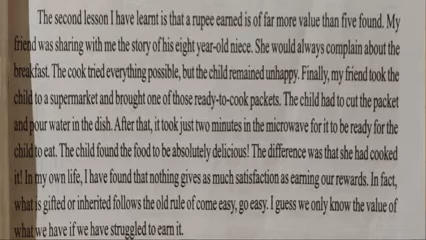 The second lesson I have learnt is that a rupee earned is of far more value than five found. My
friend was sharing with me the story of his eight year-old niece. She would always complain about the
breakfast. The cook tried everything possible, but the child remained unhappy. Finally, my friend took the
child to a supermarket and brought one of those ready-to-cook packets. The child had to cut the packet
and pour water in the dish. After that, it took just two minutes in the microwave for it to be ready for the
child to eat. The child found the food to be absolutely delicious! The difference was that she had cooked
it! In my own life, I have found that nothing gives as much satisfaction as earning our rewards. In fact,
what is gifted or inherited follows the old rule of come easy, go easy. I guess we only know the value of
what we have if we have struggled to earn it.